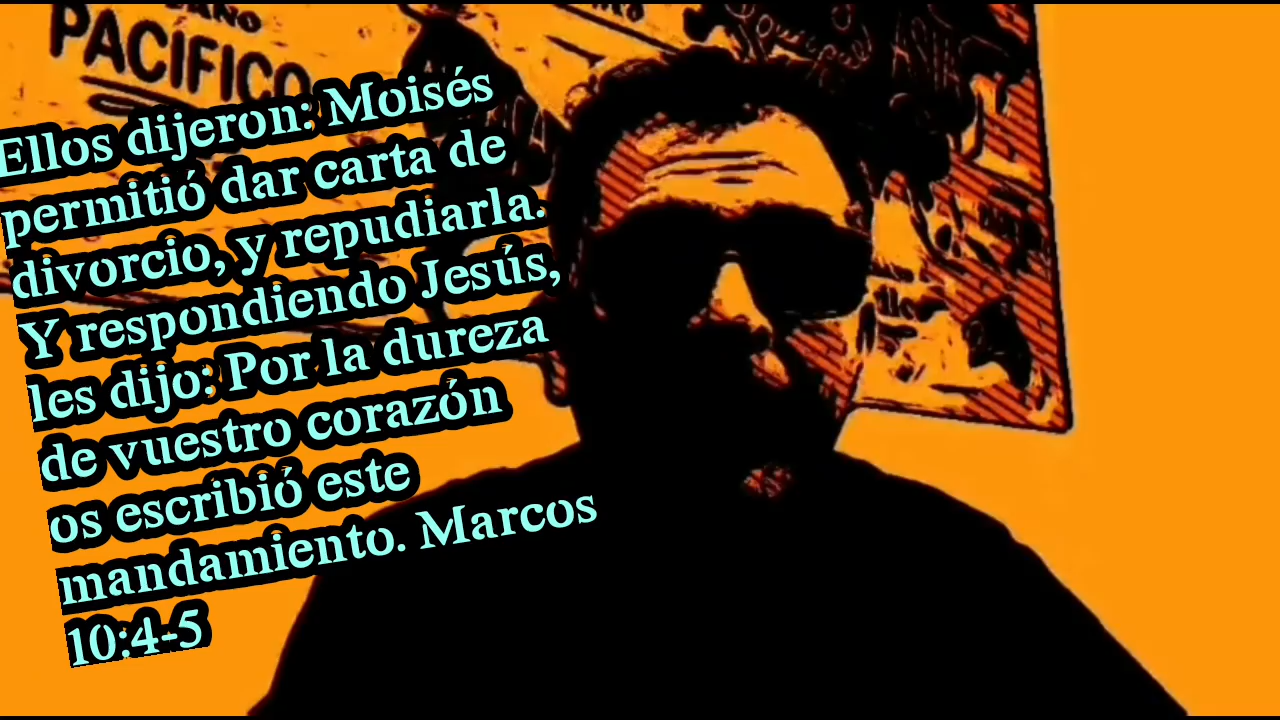 PACÍFICO
Ellos dijeron: Moisés
permitió dar carta de
divorcio, y repudiarla.
Y respondiendo Jesús,
les dijo: Por la dureza
de vuestro corazón
os escribió este
mandamiento. Marcos
10:4-5